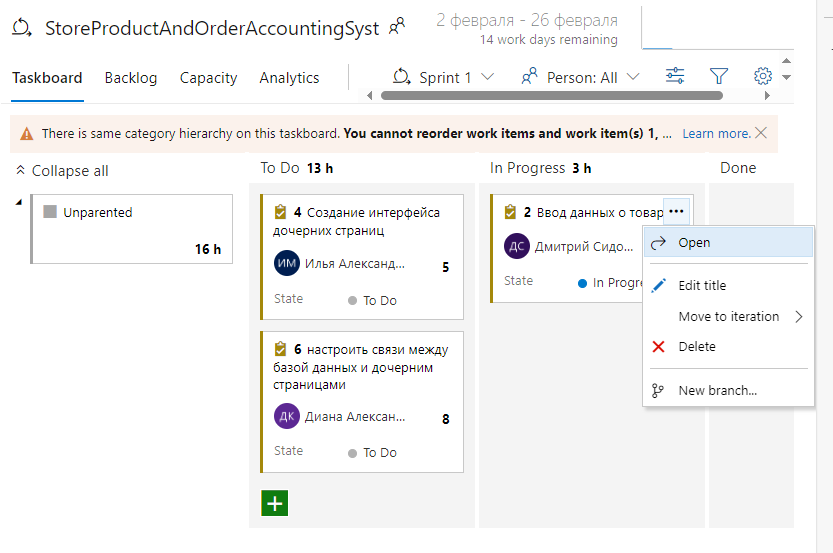 StoreProductAndOrderAccountingSyst
2 февраля - 26 февраля
14 work days remaining
Taskboard Backlog Capacity Analytics Sprint 1 Person: All
There is same category hierarchy on this taskboard. You cannot reorder work items and work item(s) 1, ... Learn more.
Collapse all
To Do 13 h
In Progress 3 h
Done
Unparented
16 h
4 Создание интерфейса
дочерних страниц
ИМ Илья Александ... 5
State To Do
6 настроить связи между
базой данных и дочерним
страницами
ДК Диана Алексан... 8
State To Do
2 Ввод данных о товар
ДС Дмитрий Сидо...
State In Progre
Open
Edit title
Move to iteration
Delete
New branch...